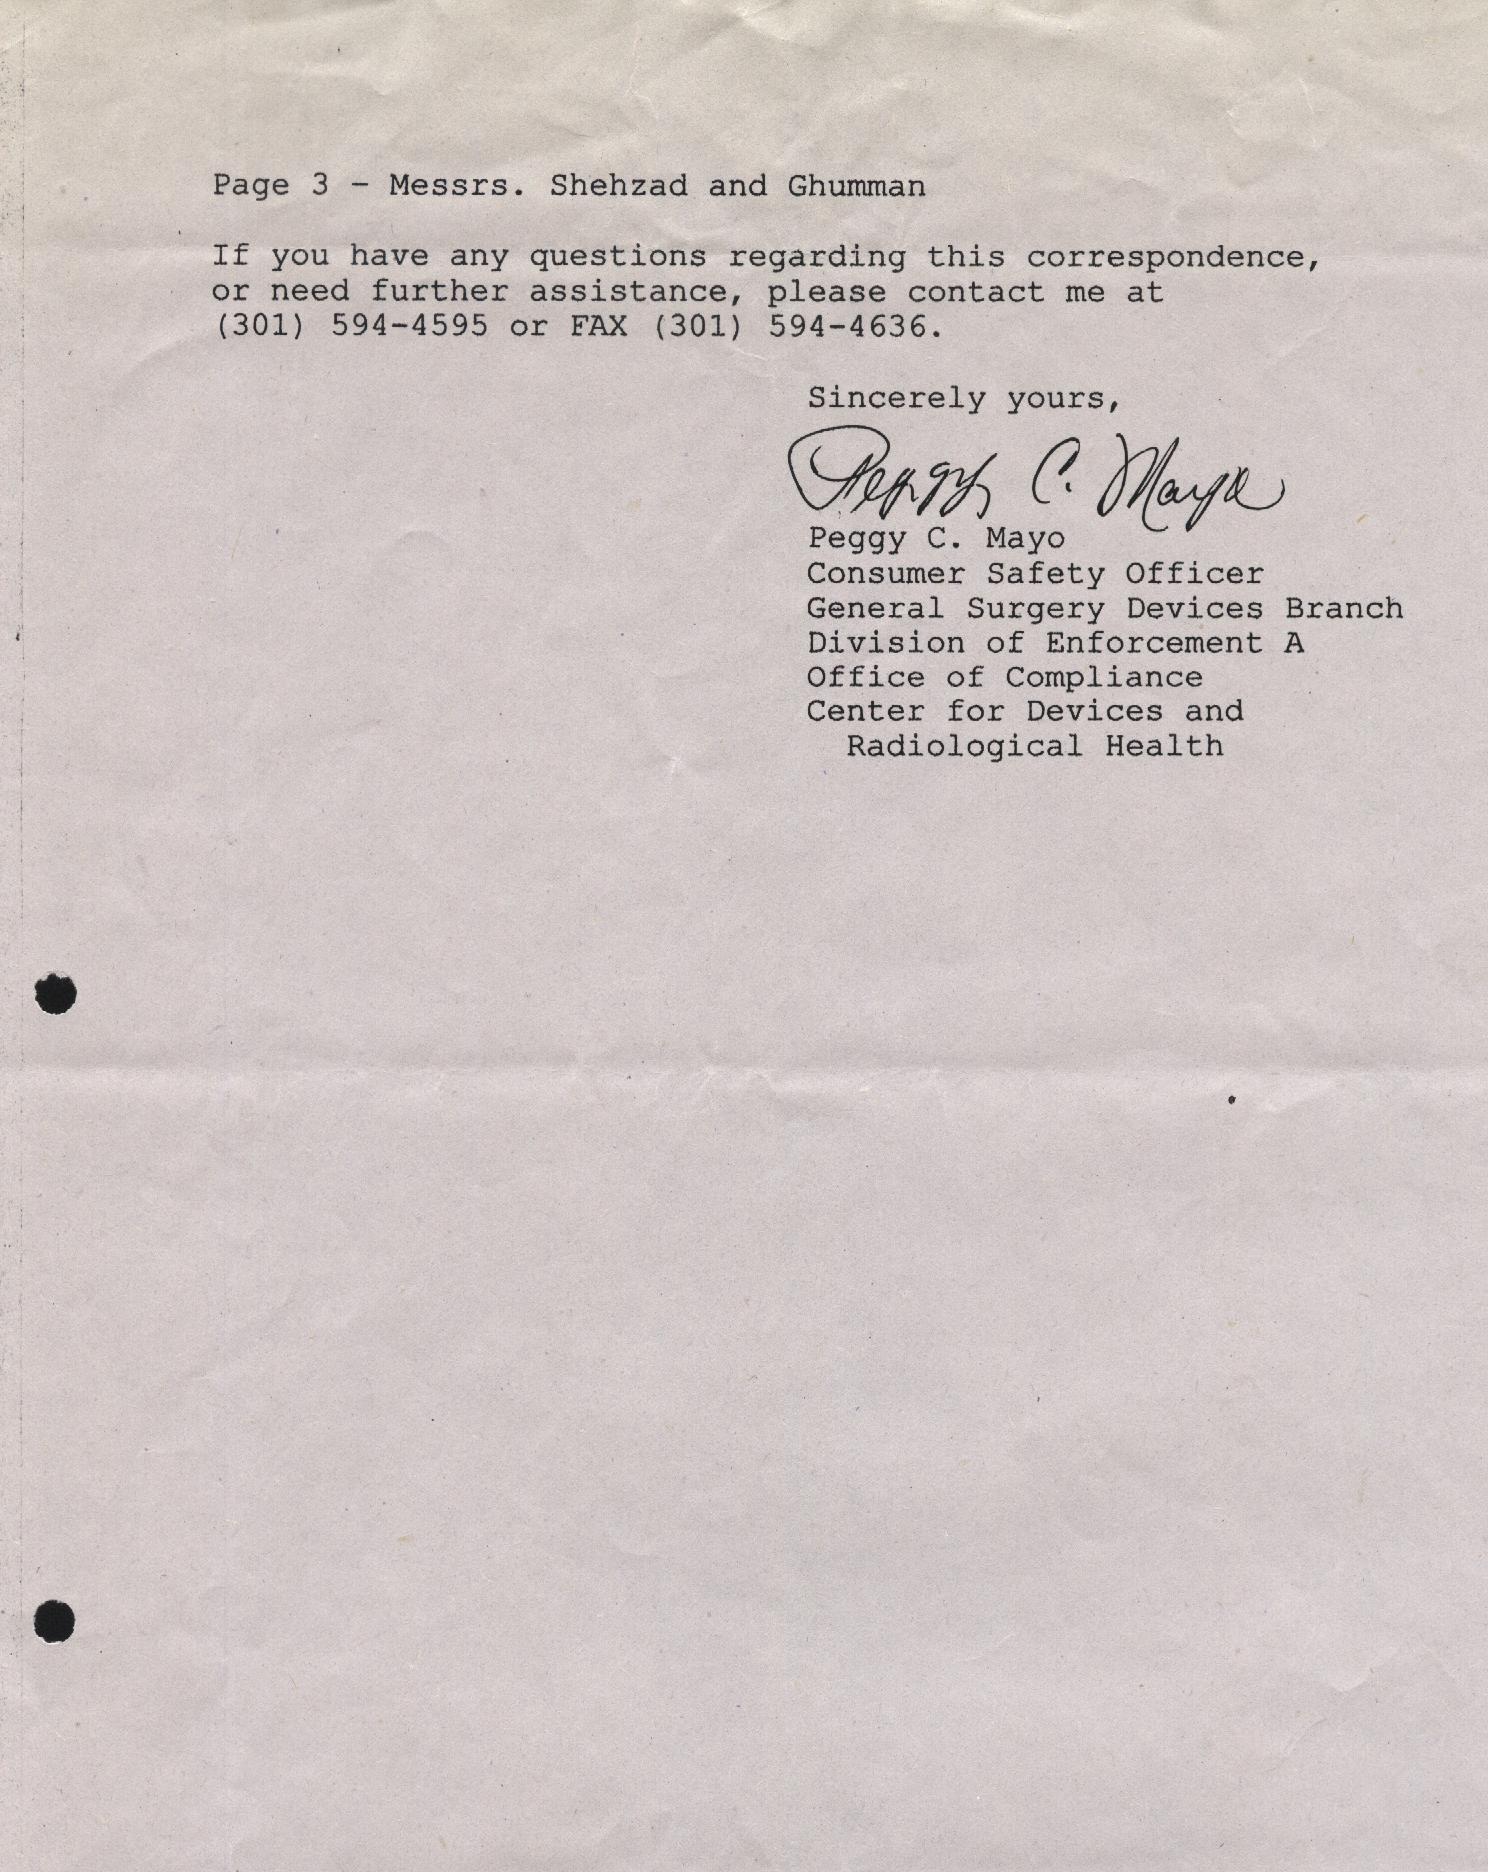 Page 3 - Messrs. Shehzad and Ghumman
If you have any questions regarding this correspondence,
or need further assistance, please contact me at
(301) 594-4595 or FAX (301) 594-4636.
Sincerely yours,
Peggy C. Mayo
Peggy C. Mayo
Consumer Safety Officer
General Surgery Devices Branch
Division of Enforcement A
Office of Compliance
Center for Devices and
Radiological Health